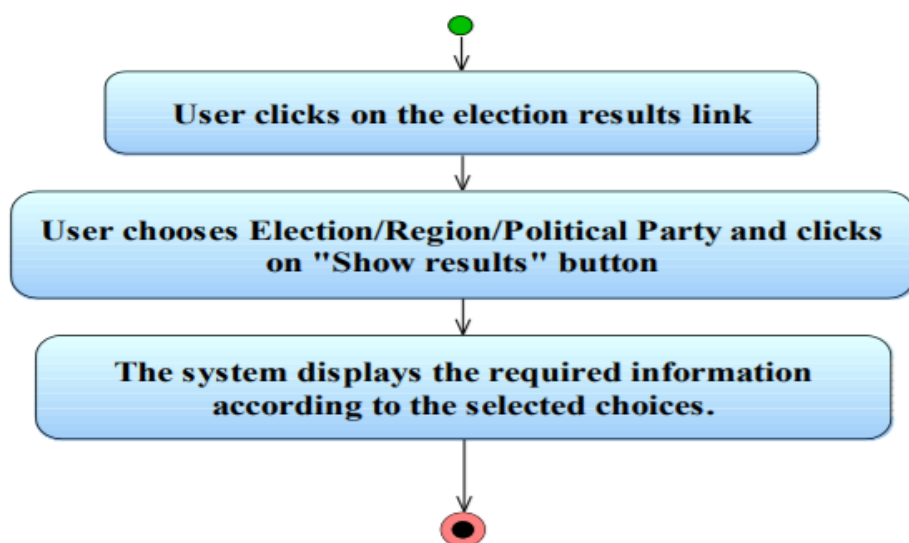 User clicks on the election results link
User chooses Election/Region/Political Party and clicks
on "Show results" button
The system displays the required information
according to the selected choices.